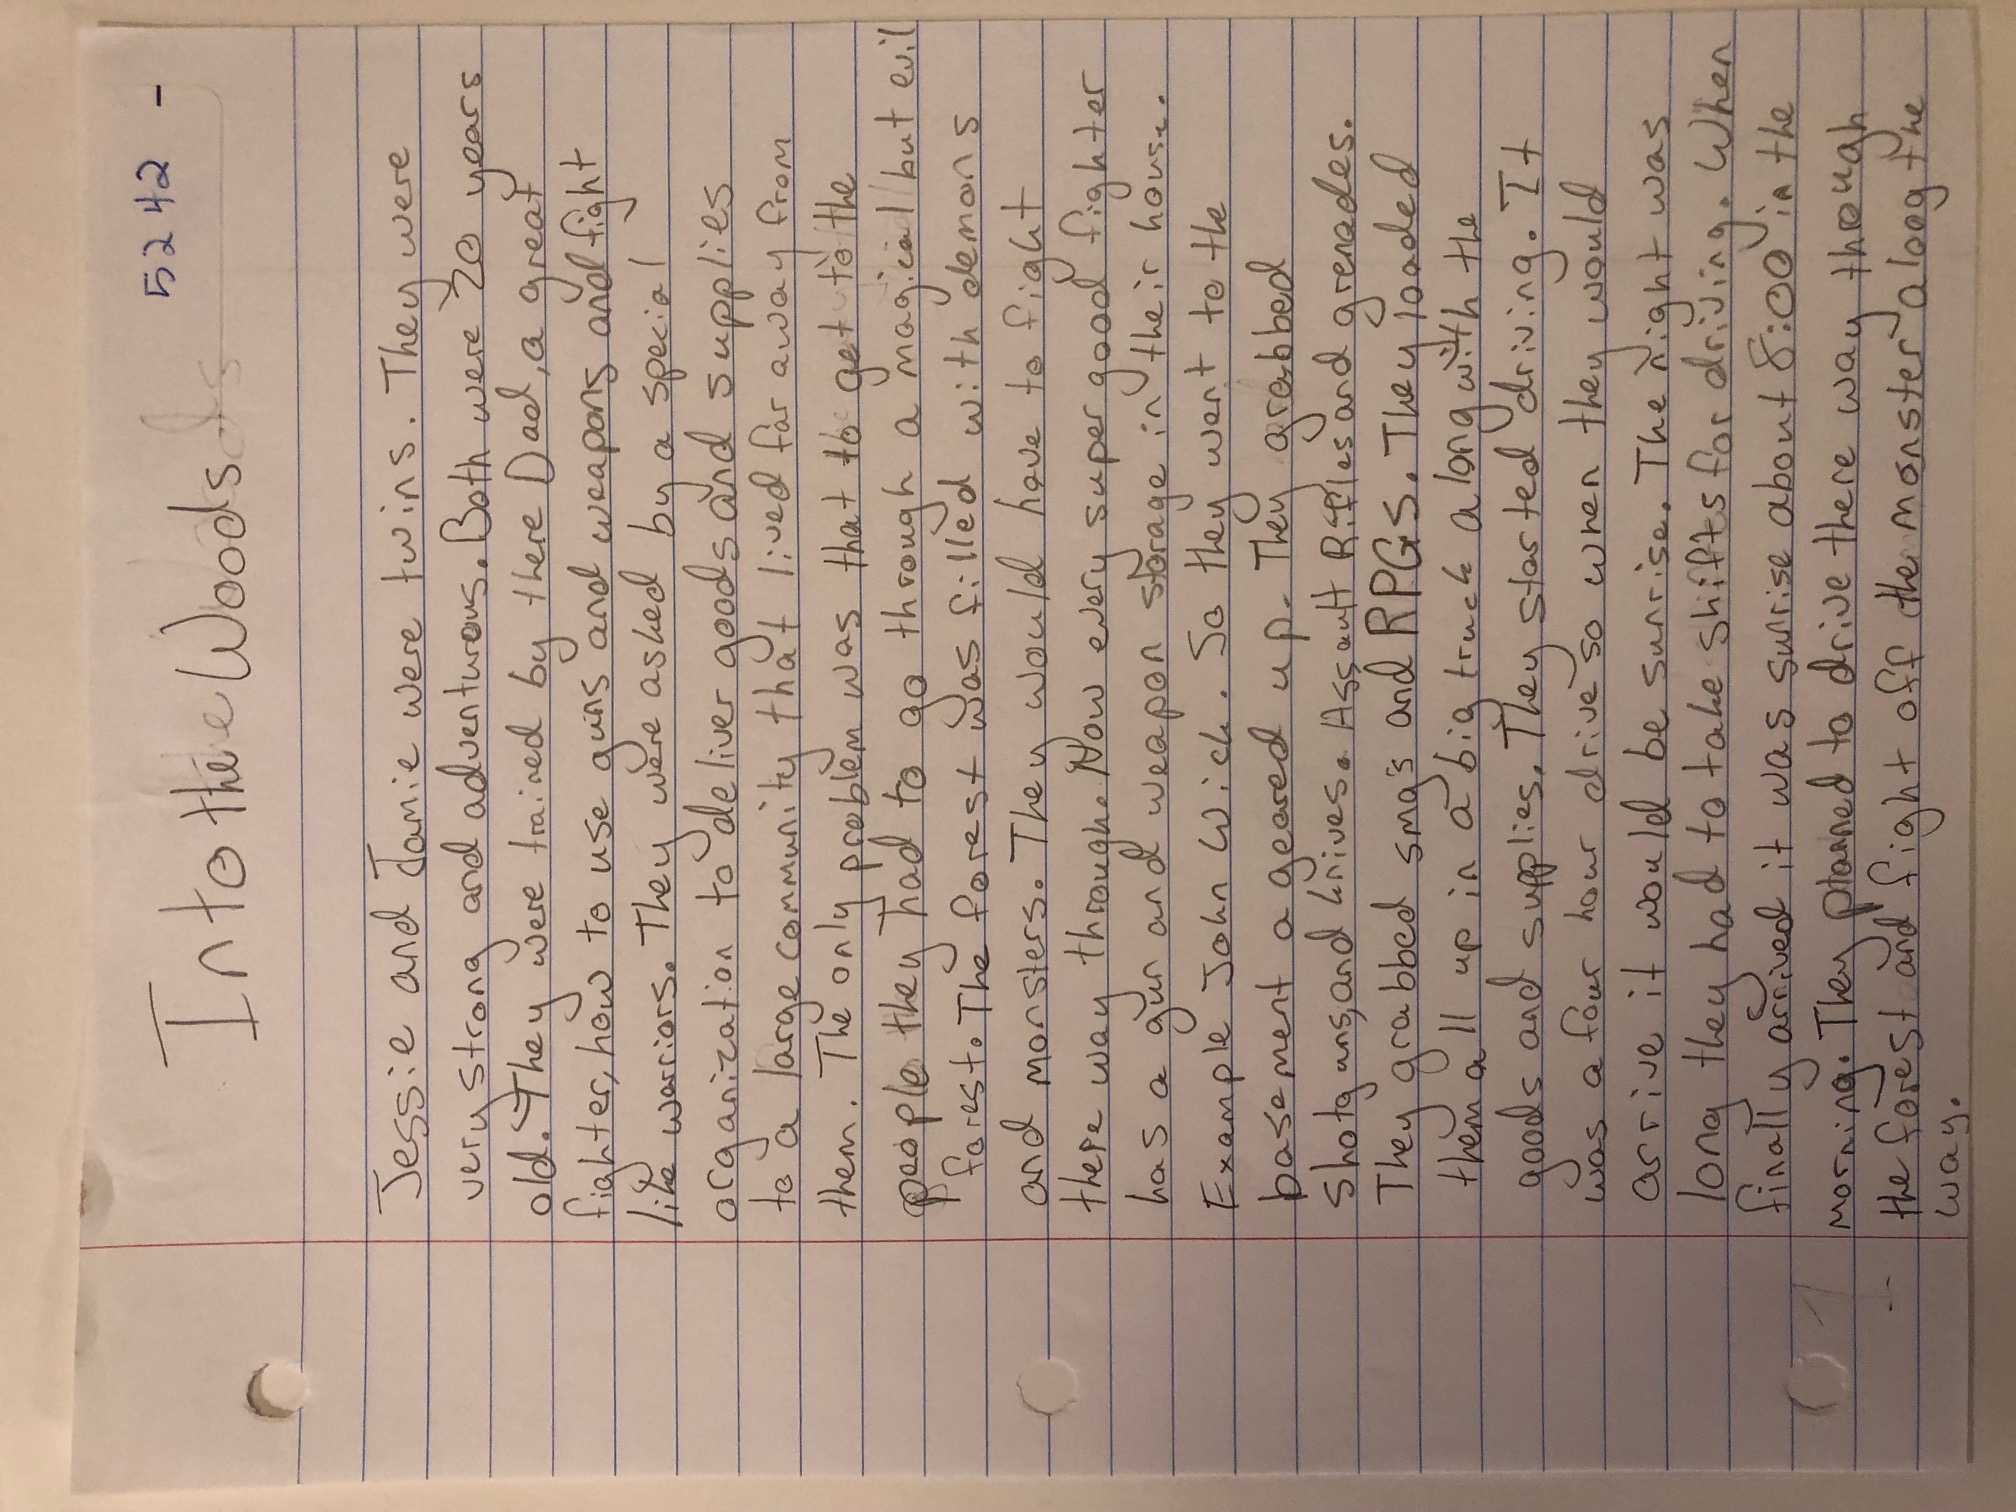 5242 -
Into the Woods
Jessie and Jamie were twins. They were
very strong and adventurous. Both were 20 years
old. They were trained by there Dad, a great
fighter, how to use guns and weapons and fight
like warriors. They were asked by a special
organization to deliver goods and supplies
to a large community that lived far away from
them. The only problem was that to get to the
people they had to go through a magical but evil
forest. The forest was filled with demons
and monsters. They would have to fight
there way through. Now every super good fighter
has a gun and weapon storage in their house.
Example John Wick. So they went to the
basement a geared up. They grabbed
shotguns, and knives. Assault Rifles and grenades.
They grabbed smg's and RPGS. They loaded
them all up in a big truck along with the
goods and supplies. They started driving. It
was a four hour drive so when they would
arrive it would be sunrise. The night was
long they had to take shifts for driving. When
finally arrived it was sunrise about 8:00 in the
morning. They planned to drive there way through
the forest and fight off the monster along the
way.
1